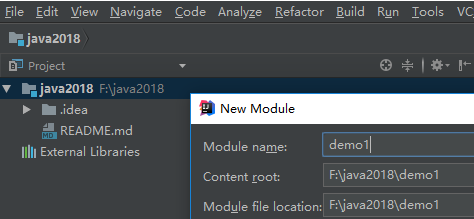 File Edit View Navigate Code Analyze Refactor Build Run Tools VC
java2018
Project
java2018 F:\java2018
.idea
README.md
External Libraries
New Module
Module name: demo1
Content root: F:\java2018\demo1
Module file location: F:\java2018\demo1